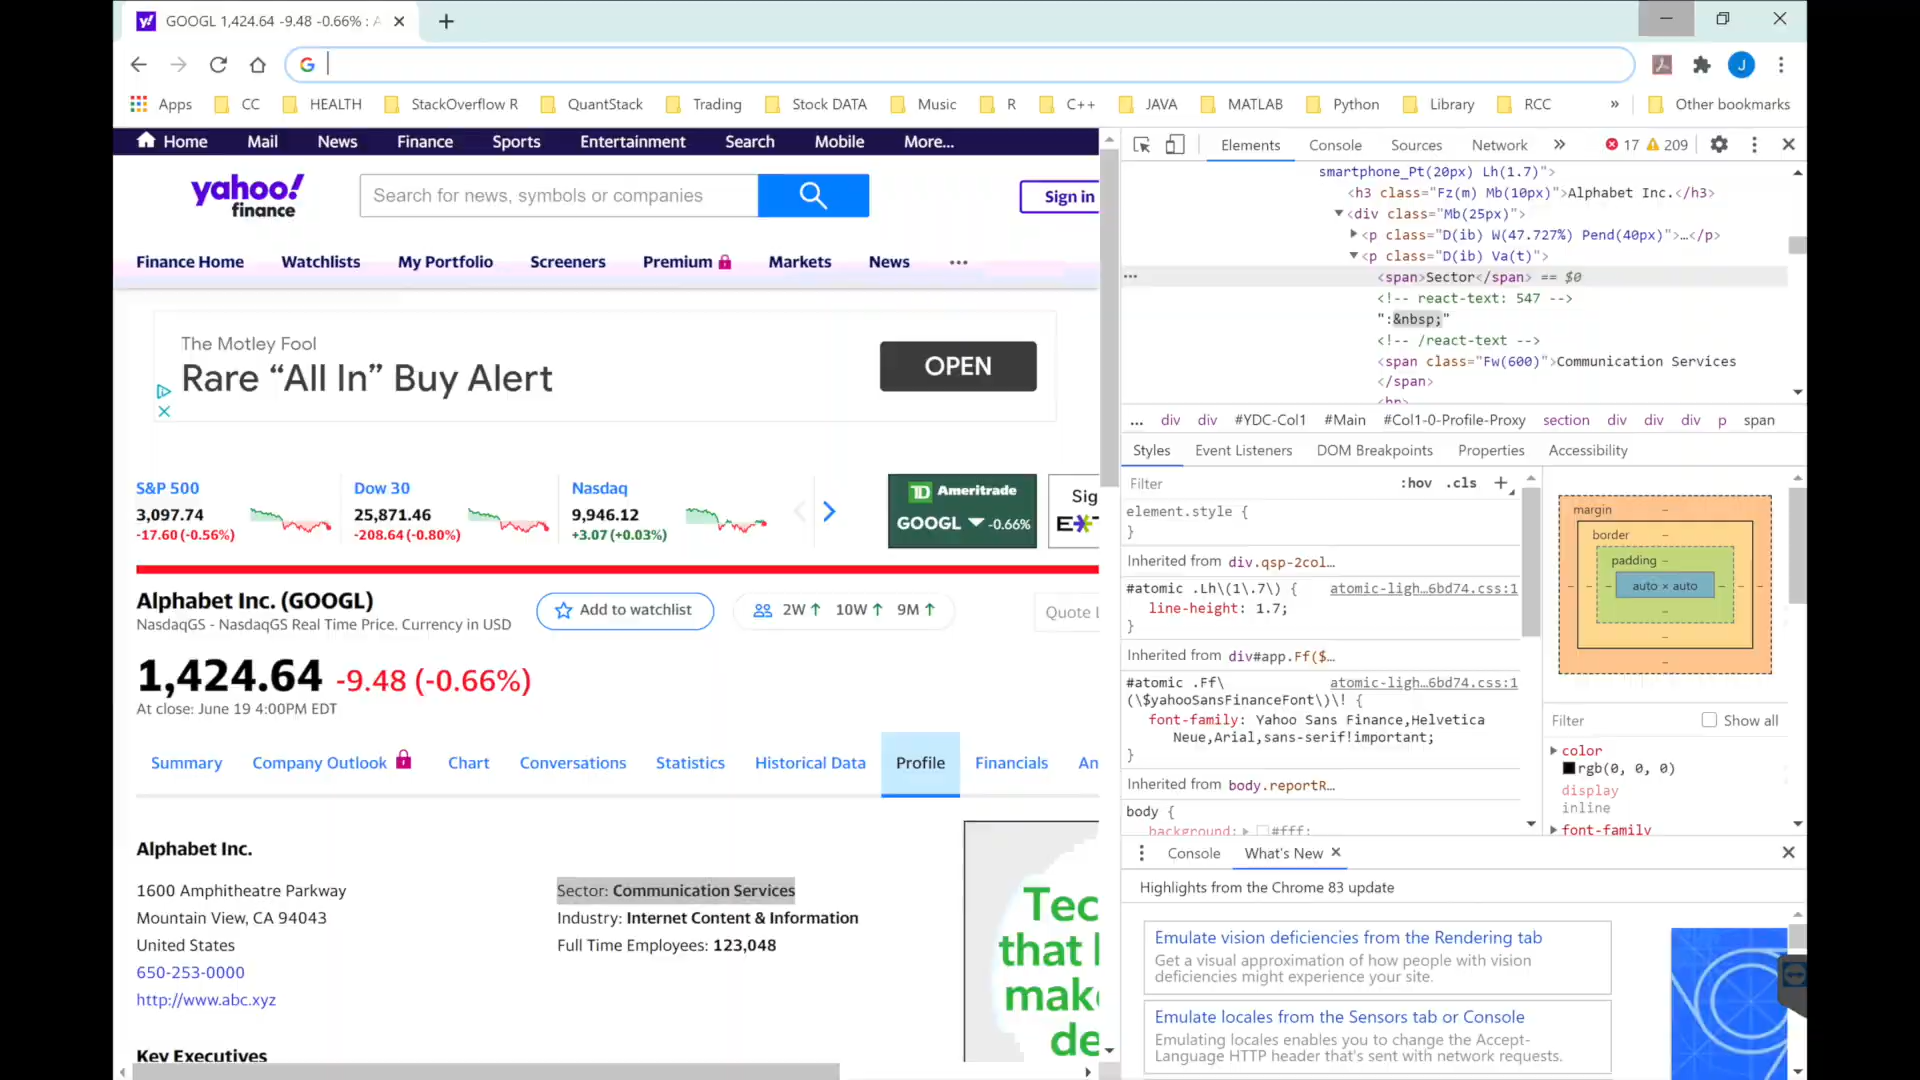 GOOGL 1,424.64 -9.48 -0.66% : A
Apps CC HEALTH StackOverflow R QuantStack Trading Stock DATA Music R C++ JAVA MATLAB Python Library RCC » Other bookmarks
Home Mail News Finance Sports Entertainment Search Mobile More...
yahoo!
finance
Search for news, symbols or companies
Sign in
Finance Home Watchlists My Portfolio Screeners Premium Markets News ...
The Motley Fool
Rare “All In” Buy Alert
OPEN
S&P 500
3,097.74
-17.60 (-0.56%)
Dow 30
25,871.46
-208.64 (-0.80%)
Nasdaq
9,946.12
+3.07 (+0.03%)
TD Ameritrade
GOOGL -0.66%
Sig
E*T
Alphabet Inc. (GOOGL)
NasdaqGS - NasdaqGS Real Time Price. Currency in USD
Add to watchlist
2W↑ 10W↑ 9M↑
Quote L
1,424.64 -9.48 (-0.66%)
At close: June 19 4:00PM EDT
Summary Company Outlook Chart Conversations Statistics Historical Data Profile Financials An
Alphabet Inc.
1600 Amphitheatre Parkway
Mountain View, CA 94043
United States
650-253-0000
http://www.abc.xyz
Sector: Communication Services
Industry: Internet Content & Information
Full Time Employees: 123,048
Key Executives
Tec
that
mak
de
J
Elements Console Sources Network » 17 209
smartphone_Pt(20px) Lh(1.7)">
<h3 class="Fz(m) Mb(10px)">Alphabet Inc.</h3>
<div class="Mb(25px)">
<p class="D(ib) W(47.727%) Pend(40px)">…</p>
<p class="D(ib) Va(t)">
<span>Sector</span> == $0
<!-- react-text: 547 -->
":&nbsp;"
<!-- /react-text -->
<span class="Fw(600)">Communication Services
</span>
<br>
... div div #YDC-Col1 #Main #Col1-0-Profile-Proxy section div div div p span
Styles Event Listeners DOM Breakpoints Properties Accessibility
Filter :hov .cls +
element.style {
}
Inherited from div.qsp-2col…
#atomic .Lh\(1\.7\) { atomic-ligh…6bd74.css:1
line-height: 1.7;
}
Inherited from div#app.Ff($…
#atomic .Ff\ atomic-ligh…6bd74.css:1
(\$yahooSansFinanceFont\)\! {
font-family: Yahoo Sans Finance,Helvetica
Neue,Arial,sans-serif!important;
}
Inherited from body.reportR…
body {
background: #fff;
margin –
border –
padding –
auto × auto
Filter Show all
color
rgb(0, 0, 0)
display
inline
font-family
Console What's New
Highlights from the Chrome 83 update
Emulate vision deficiencies from the Rendering tab
Get a visual approximation of how people with vision
deficiencies might experience your site.
Emulate locales from the Sensors tab or Console
Emulating locales enables you to change the Accept-
Language HTTP header that's sent with network requests.